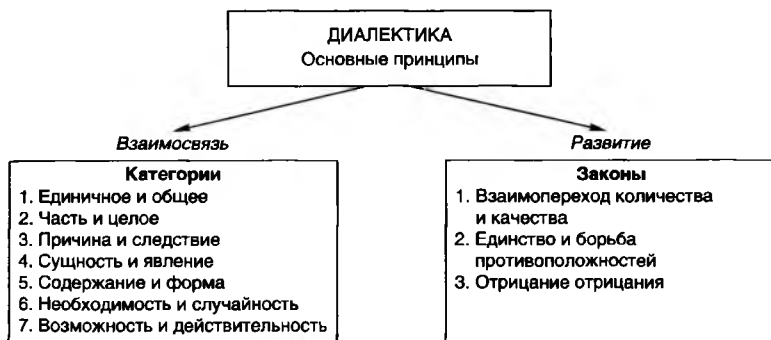 ДИАЛЕКТИКА
Основные принципы
Взаимосвязь
Категории
1. Единичное и общее
2. Часть и целое
3. Причина и следствие
4. Сущность и явление
5. Содержание и форма
6. Необходимость и случайность
7. Возможность и действительность
Развитие
Законы
1. Взаимопереход количества
и качества
2. Единство и борьба
противоположностей
3. Отрицание отрицания